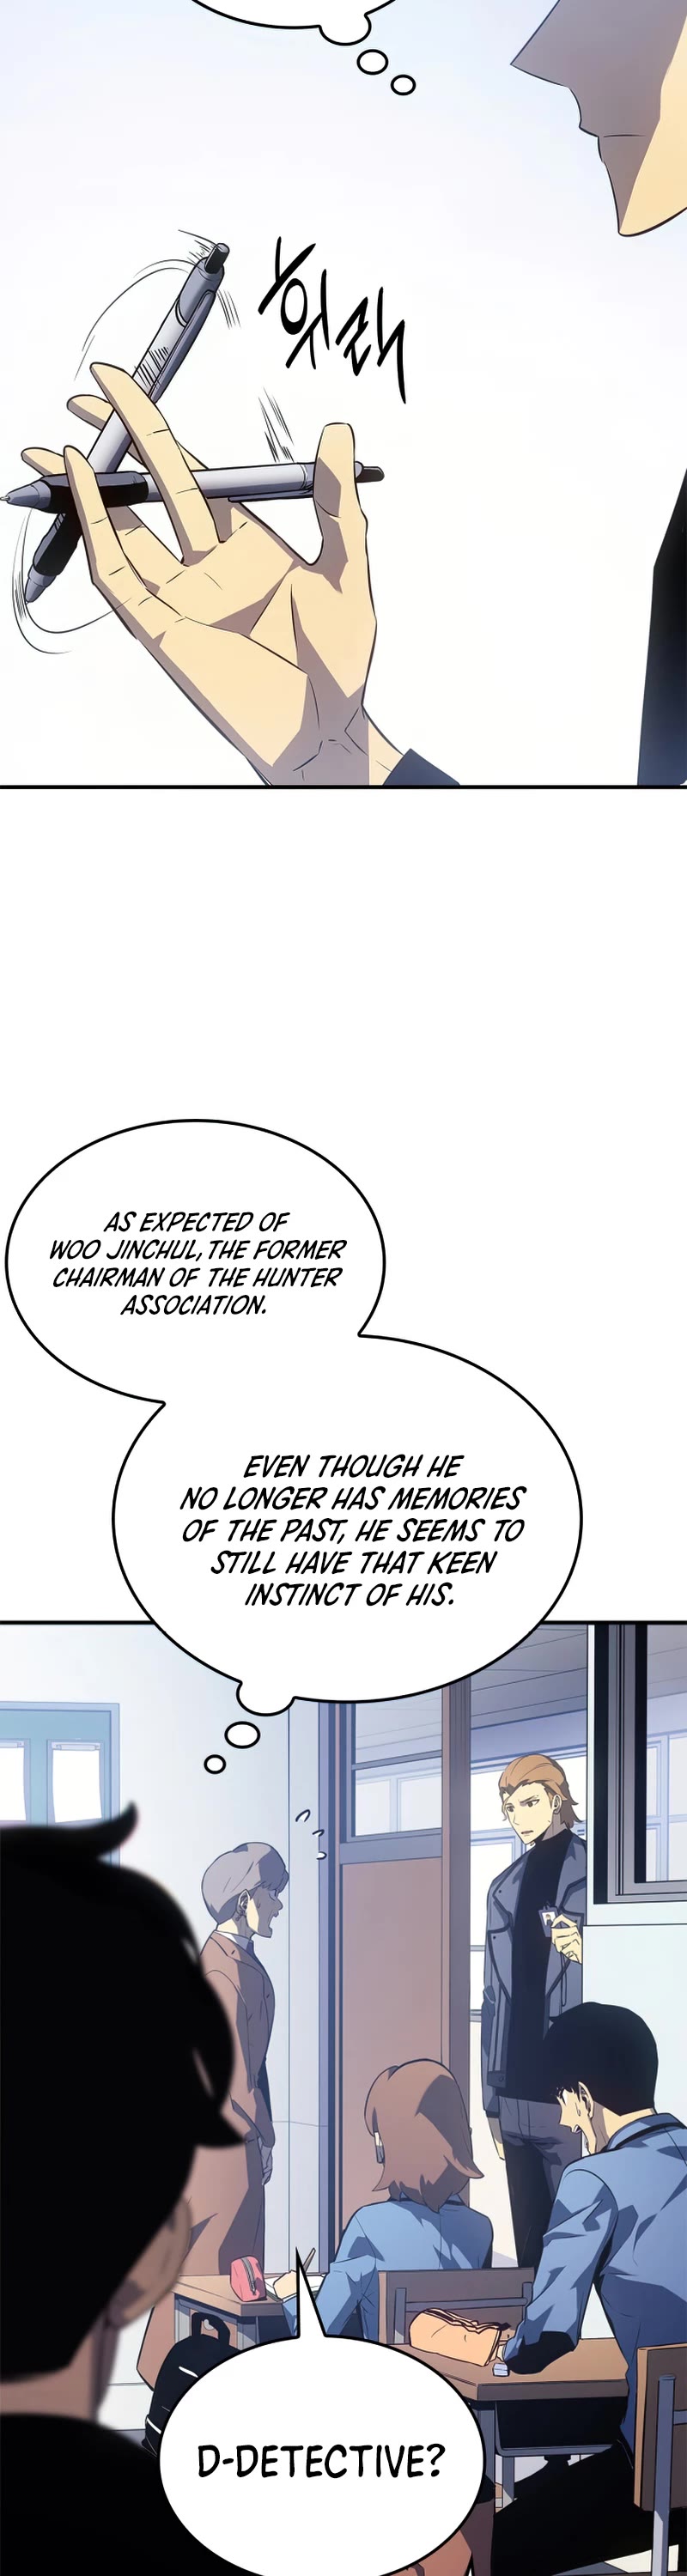 휘릭
AS EXPECTED OF
WOO JINCHUL, THE FORMER
CHAIRMAN OF THE HUNTER
ASSOCIATION.
EVEN THOUGH HE
NO LONGER HAS MEMORIES
OF THE PAST, HE SEEMS TO
STILL HAVE THAT KEEN
INSTINCT OF HIS.
D-DETECTIVE?